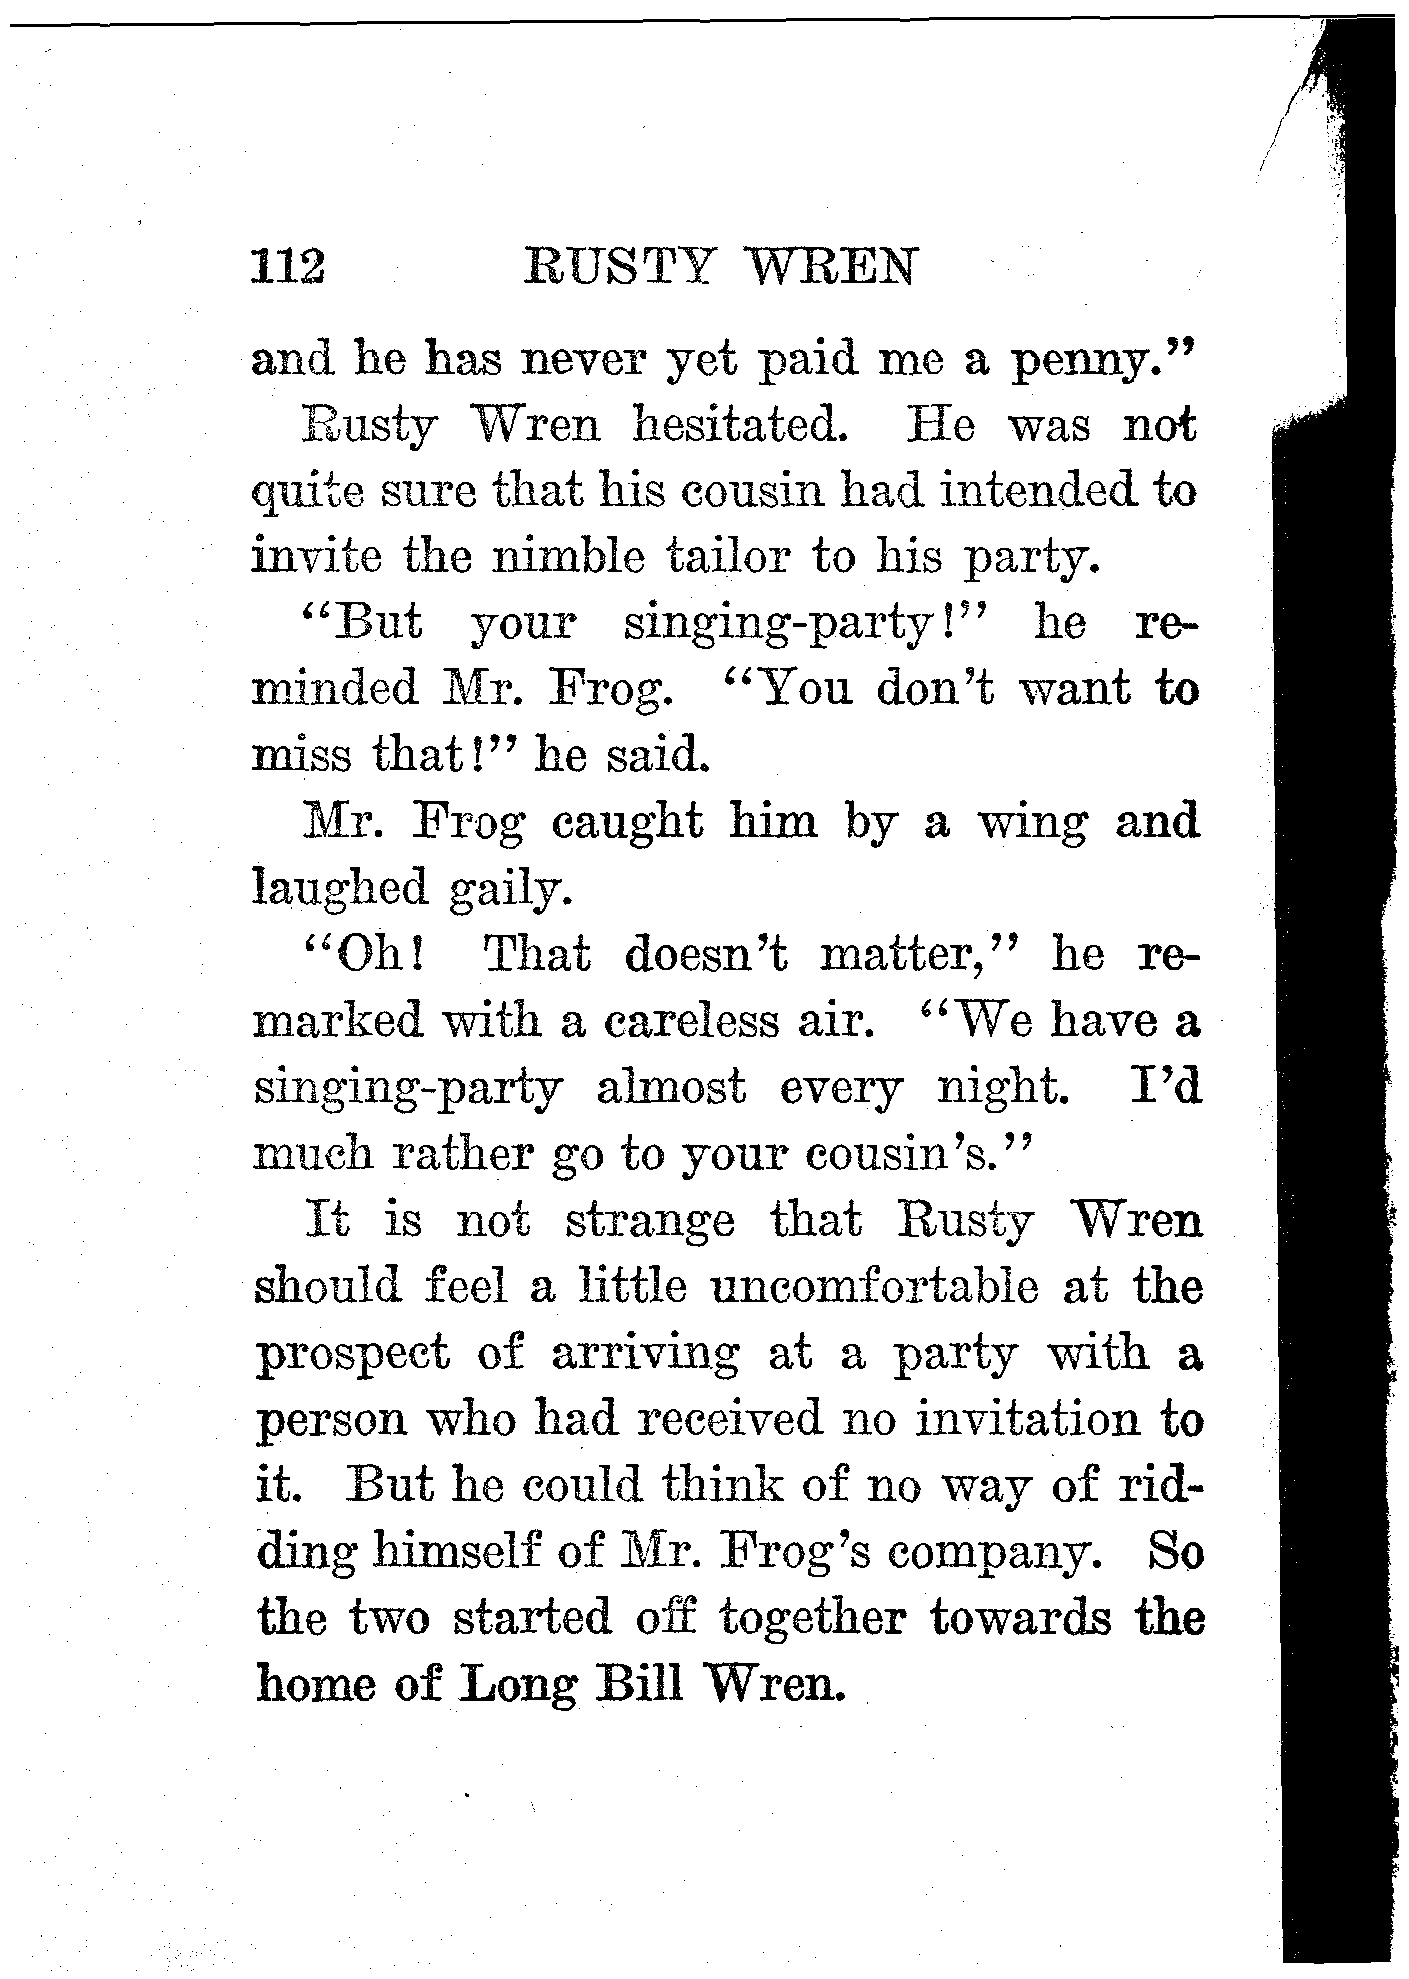 112 RUSTY WREN
and he has never yet paid me a penny."
Rusty Wren hesitated. He was not
quite sure that his cousin had intended to
invite the nimble tailor to his party.
"But your singing-party!" he re-
minded Mr. Frog. "You don't want to
miss that!" he said.
Mr. Frog caught him by a wing and
laughed gaily.
"Oh! That doesn't matter," he re-
marked with a careless air. "We have a
singing-party almost every night. I'd
much rather go to your cousin's."
It is not strange that Rusty Wren
should feel a little uncomfortable at the
prospect of arriving at a party with a
person who had received no invitation to
it. But he could think of no way of rid-
ding himself of Mr. Frog's company. So
the two started off together towards the
home of Long Bill Wren.